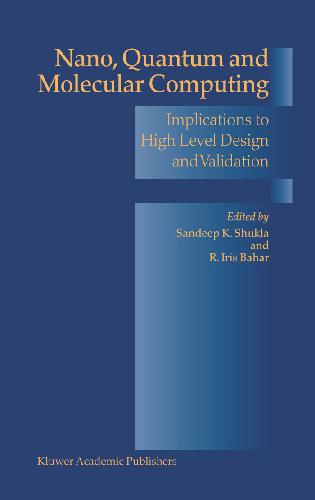 Nano, Quantum and
Molecular Computing
Implications to
High Level Design
and Validation
Edited by
Sandeep K. Shukla
and
R. Iris Bahar
Kluwer Academic Publishers